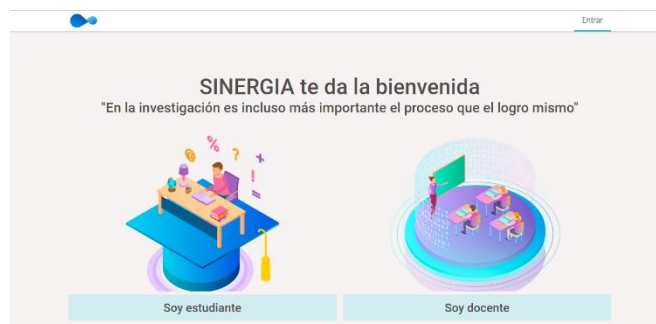 Entrar
SINERGIA te da la bienvenida
"En la investigación es incluso más importante el proceso que el logro mismo"
Soy estudiante
Soy docente